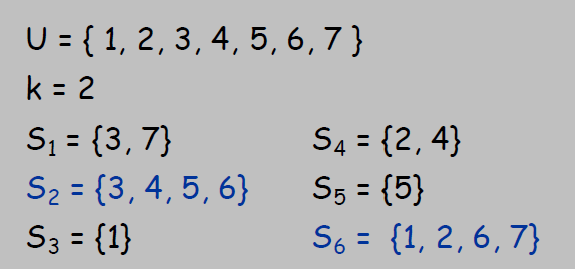 U = { 1, 2, 3, 4, 5, 6, 7 }
k = 2
S₁ = {3, 7} S₄ = {2, 4}
S₂ = {3, 4, 5, 6} S₅ = {5}
S₃ = {1} S₆ = {1, 2, 6, 7}